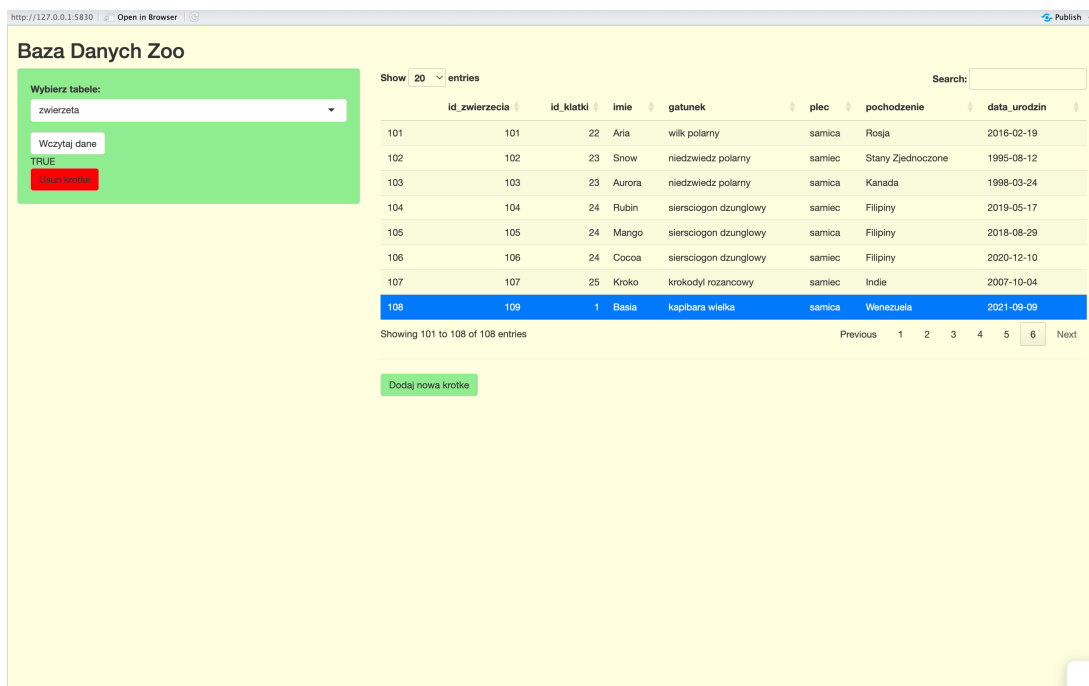 http://127.0.0.1:5830 Open in Browser Publish
Baza Danych Zoo
Wybierz tabele:
zwierzeta
Wczytaj dane
TRUE
Usun krotke
Show 20 entries
Search:
id_zwierzecia id_klatki imie gatunek plec pochodzenie data_urodzin
101 101 22 Aria wilk polarny samica Rosja 2016-02-19
102 102 23 Snow niedzwiedz polarny samiec Stany Zjednoczone 1995-08-12
103 103 23 Aurora niedzwiedz polarny samica Kanada 1998-03-24
104 104 24 Rubin siersciogon dzunglowy samiec Filipiny 2019-05-17
105 105 24 Mango siersciogon dzunglowy samica Filipiny 2018-08-29
106 106 24 Cocoa siersciogon dzunglowy samiec Filipiny 2020-12-10
107 107 25 Kroko krokodyl rozancowy samiec Indie 2007-10-04
108 109 1 Basia kapibara wielka samica Wenezuela 2021-09-09
Showing 101 to 108 of 108 entries
Previous 1 2 3 4 5 6 Next
Dodaj nowa krotke